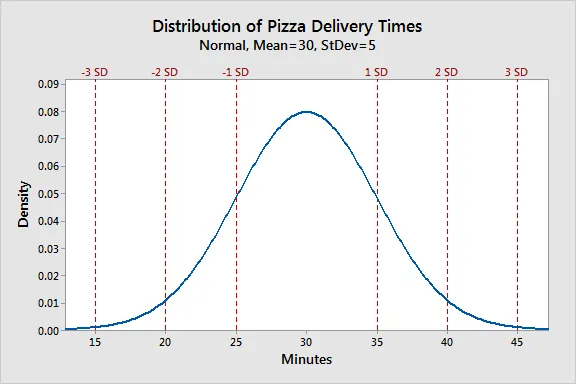 Distribution of Pizza Delivery Times
Normal, Mean=30, StDev=5
-3 SD -2 SD -1 SD 1 SD 2 SD 3 SD
0.09
0.08
0.07
0.06
0.05
0.04
0.03
0.02
0.01
0.00
Density
15 20 25 30 35 40 45
Minutes